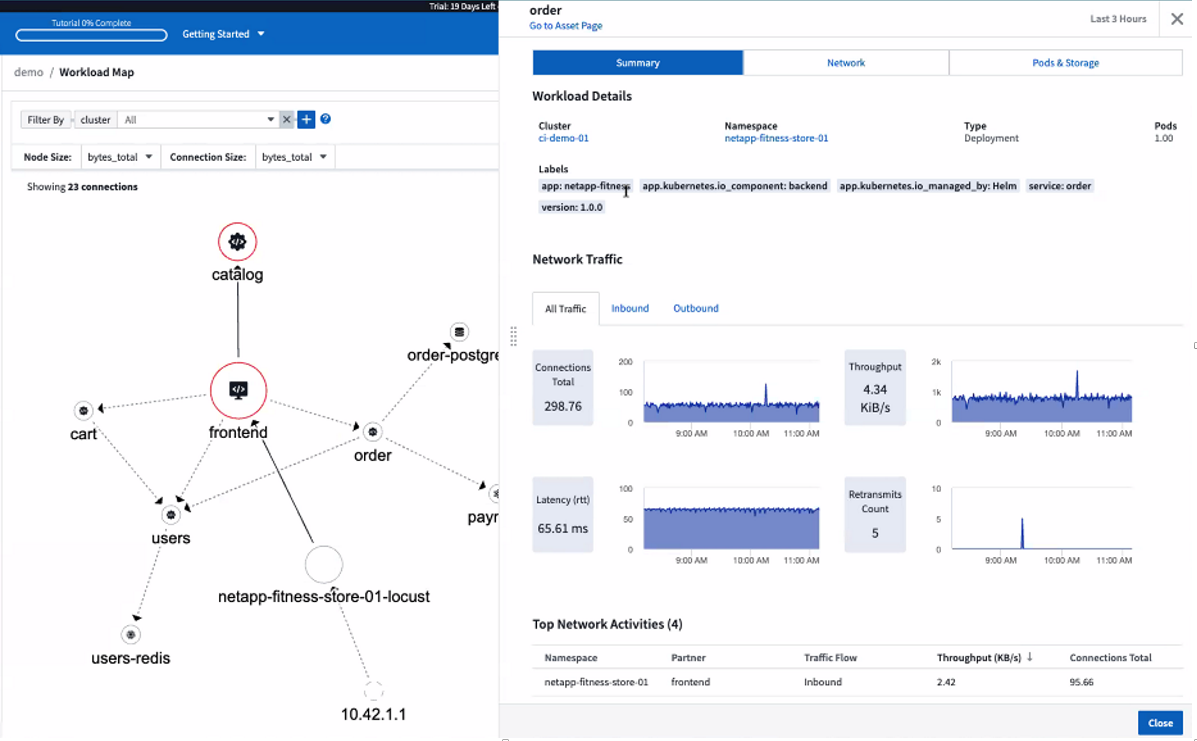 Trial: 19 Days Left
Tutorial 0% Complete
Getting Started
demo / Workload Map
Filter By cluster All
Node Size: bytes_total Connection Size: bytes_total
Showing 23 connections
catalog
order-postgre
frontend
cart
order
users
payr
netapp-fitness-store-01-locust
users-redis
10.42.1.1
order
Go to Asset Page
Last 3 Hours
Summary Network Pods & Storage
Workload Details
Cluster Namespace Type Pods
ci-demo-01 netapp-fitness-store-01 Deployment 1.00
Labels
app: netapp-fitness app.kubernetes.io_component: backend app.kubernetes.io_managed_by: Helm service: order
version: 1.0.0
Network Traffic
All Traffic Inbound Outbound
Connections
Total
298.76
200
100
0
9:00 AM 10:00 AM 11:00 AM
Throughput
4.34
KiB/s
2k
1k
0
9:00 AM 10:00 AM 11:00 AM
Latency (rtt)
65.61 ms
100
50
0
9:00 AM 10:00 AM 11:00 AM
Retransmits
Count
5
10
5
0
9:00 AM 10:00 AM 11:00 AM
Top Network Activities (4)
Namespace Partner Traffic Flow Throughput (KB/s) ↓ Connections Total
netapp-fitness-store-01 frontend Inbound 2.42 95.66
Close